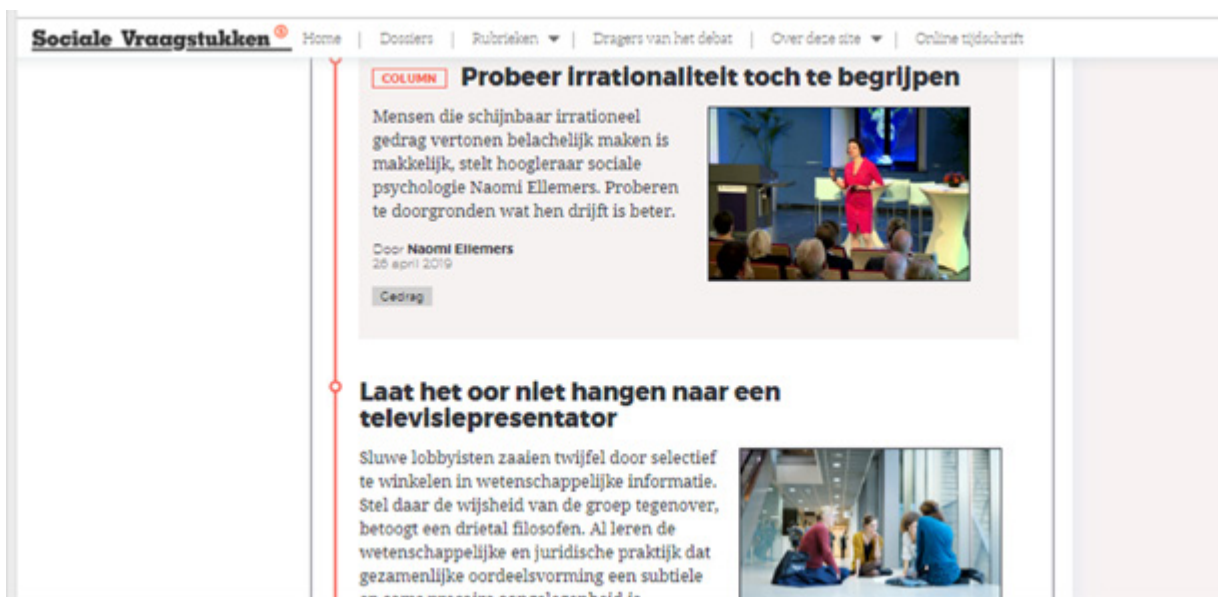 Sociale Vraagstukken S Home | Dossiers | Rubrieken | Dragers van het debat | Over deze site | Online tijdschrift
COLUMN Probeer irrationaliteit toch te begrijpen
Mensen die schijnbaar irrationeel
gedrag vertonen belachelijk maken is
makkelijk, stelt hoogleraar sociale
psychologie Naomi Ellemers. Proberen
te doorgronden wat hen drijft is beter.
Door Naomi Ellemers
26 april 2019
Gedrag
Laat het oor niet hangen naar een
televisiepresentator
Sluwe lobbyisten zaaien twijfel door selectief
te winkelen in wetenschappelijke informatie.
Stel daar de wijsheid van de groep tegenover,
betoogt een drietal filosofen. Al leren de
wetenschappelijke en juridische praktijk dat
gezamenlijke oordeelsvorming een subtiele